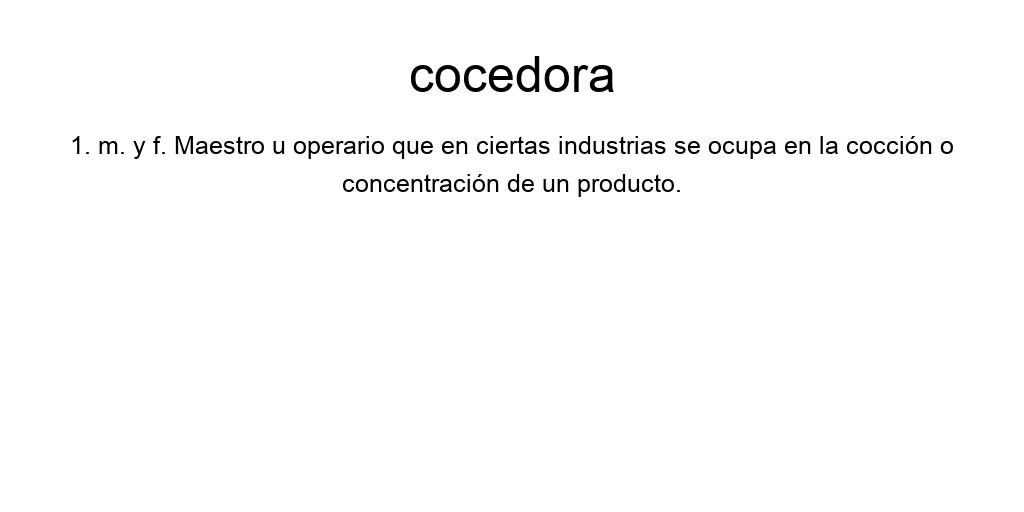 cocedora
1. m. y f. Maestro u operario que en ciertas industrias se ocupa en la cocción o
concentración de un producto.